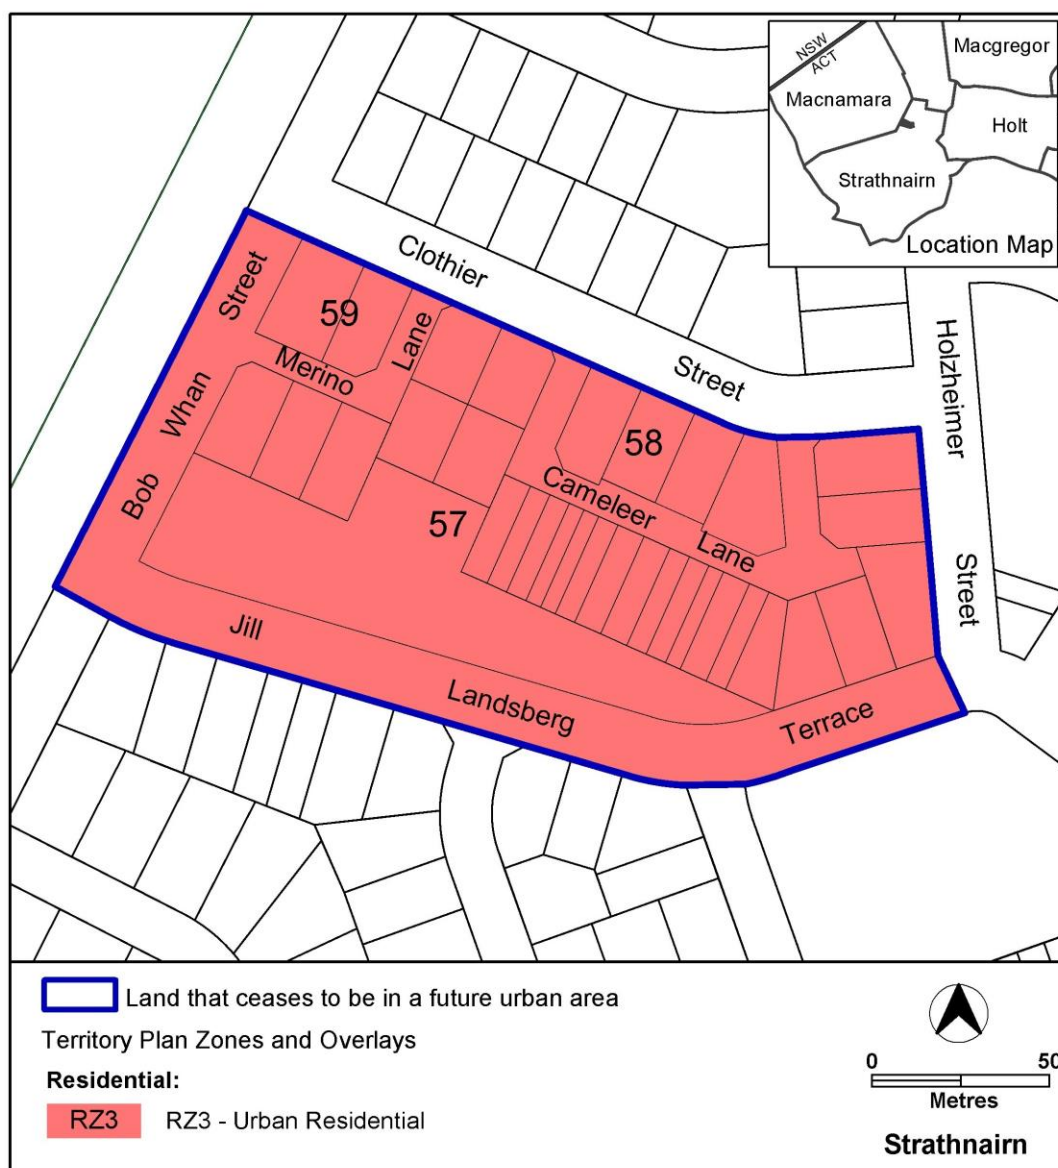 NSW
ACT
Macgregor
Macnamara
Holt
Strathnairn
Location Map
Clothier
Street
Holzheimer
Street
Street
Whan
Bob
59
Merino
Lane
58
Cameleer
Lane
57
Jill
Landsberg
Terrace
Land that ceases to be in a future urban area
Territory Plan Zones and Overlays
Residential:
RZ3 RZ3 - Urban Residential
0 50
Metres
Strathnairn